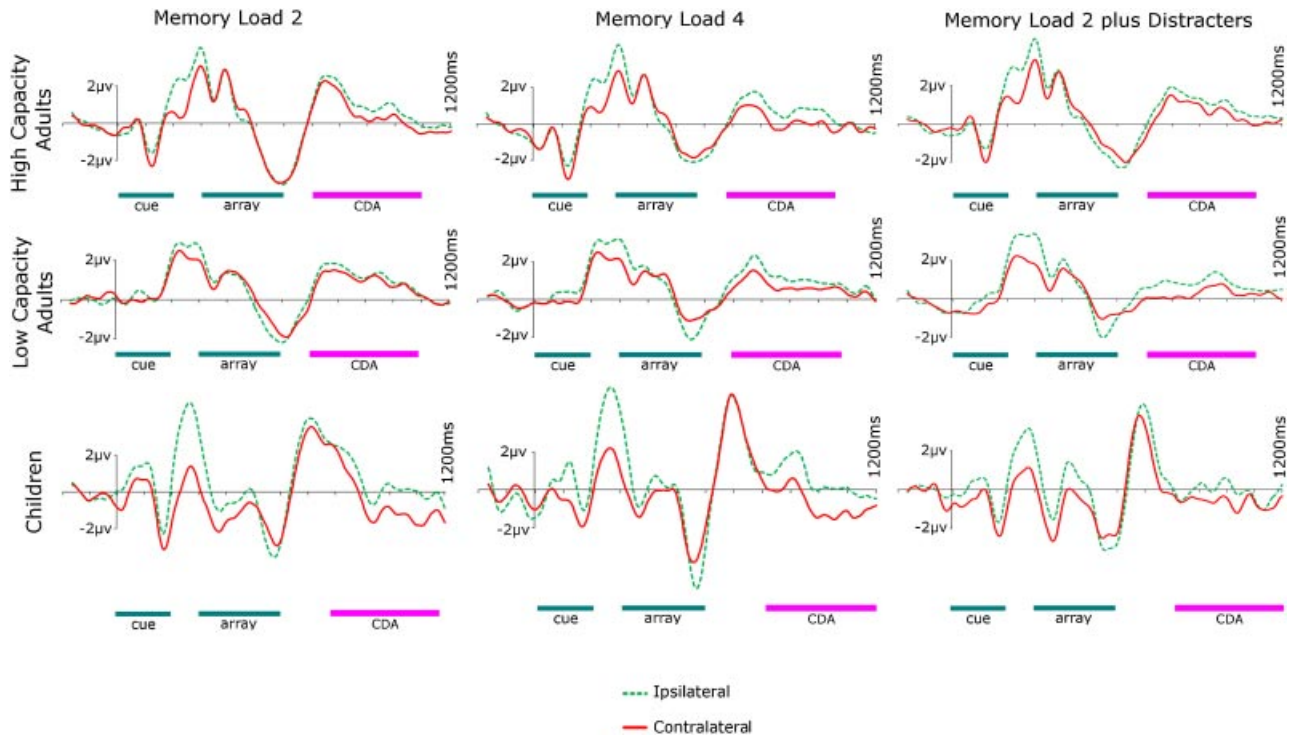 Memory Load 2
Memory Load 4
Memory Load 2 plus Distracters
High Capacity
Adults
2µv
-2µv
1200ms
cue
array
CDA
2µv
-2µv
1200ms
cue
array
CDA
2µv
-2µv
1200ms
cue
array
CDA
Low Capacity
Adults
2µv
-2µv
1200ms
cue
array
CDA
2µv
-2µv
1200ms
cue
array
CDA
2µv
-2µv
1200ms
cue
array
CDA
Children
2µv
-2µv
1200ms
cue
array
CDA
2µv
-2µv
1200ms
cue
array
CDA
2µv
-2µv
1200ms
cue
array
CDA
Ipsilateral
Contralateral